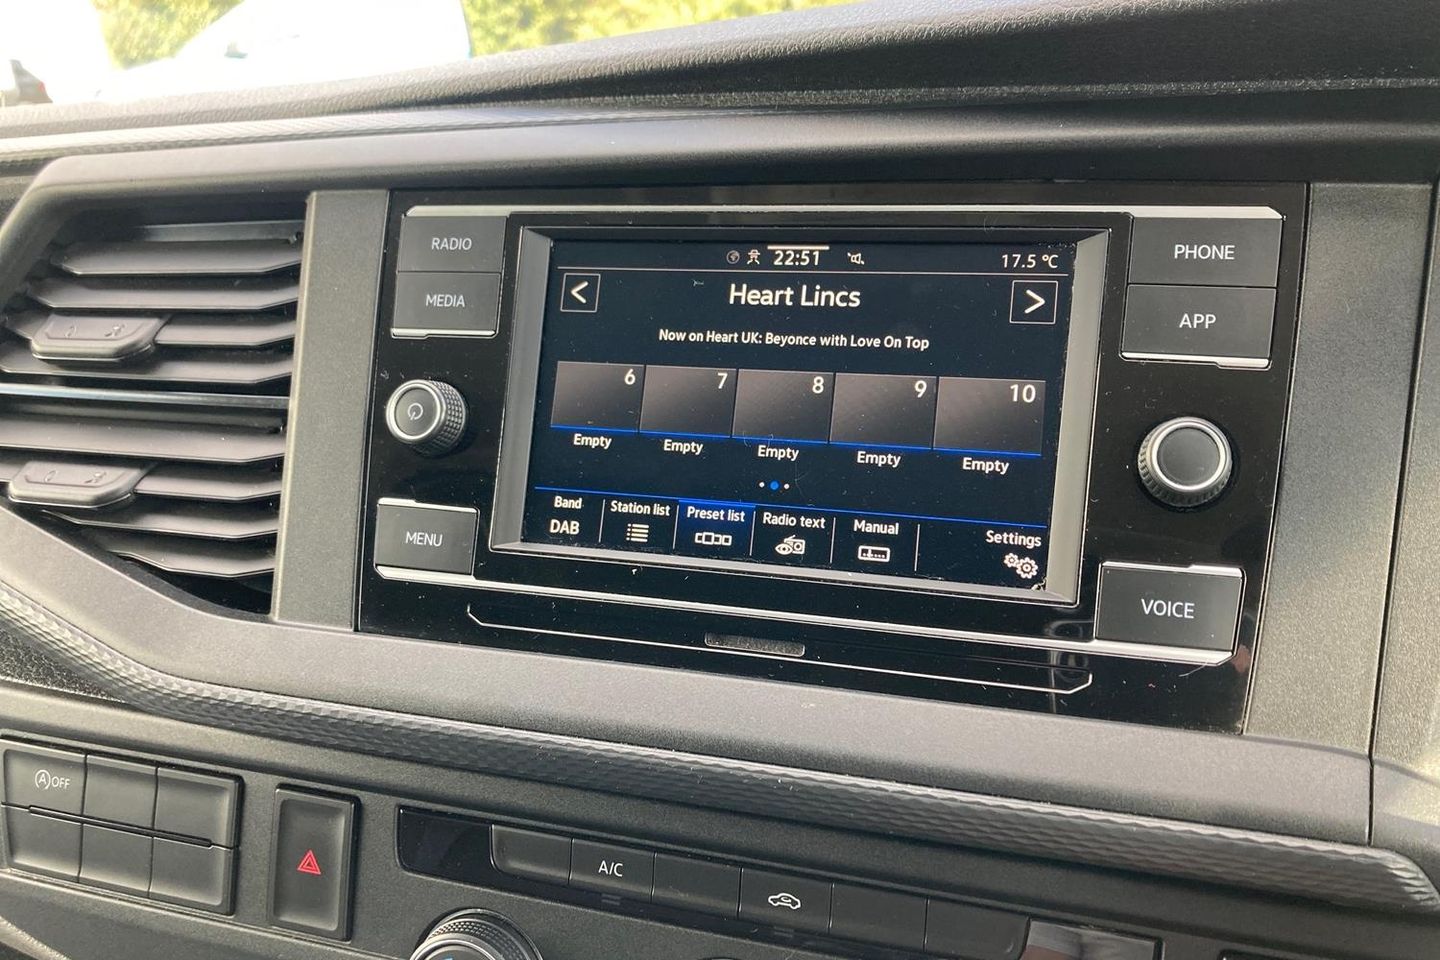 RADIO
MEDIA
MENU
22:51
17.5 °C
<
Heart Lincs
>
Now on Heart UK: Beyonce with Love On Top
6 7 8 9 10
Empty Empty Empty Empty Empty
Band Station list Preset list Radio text Manual Settings
DAB
PHONE
APP
VOICE
A OFF
A/C